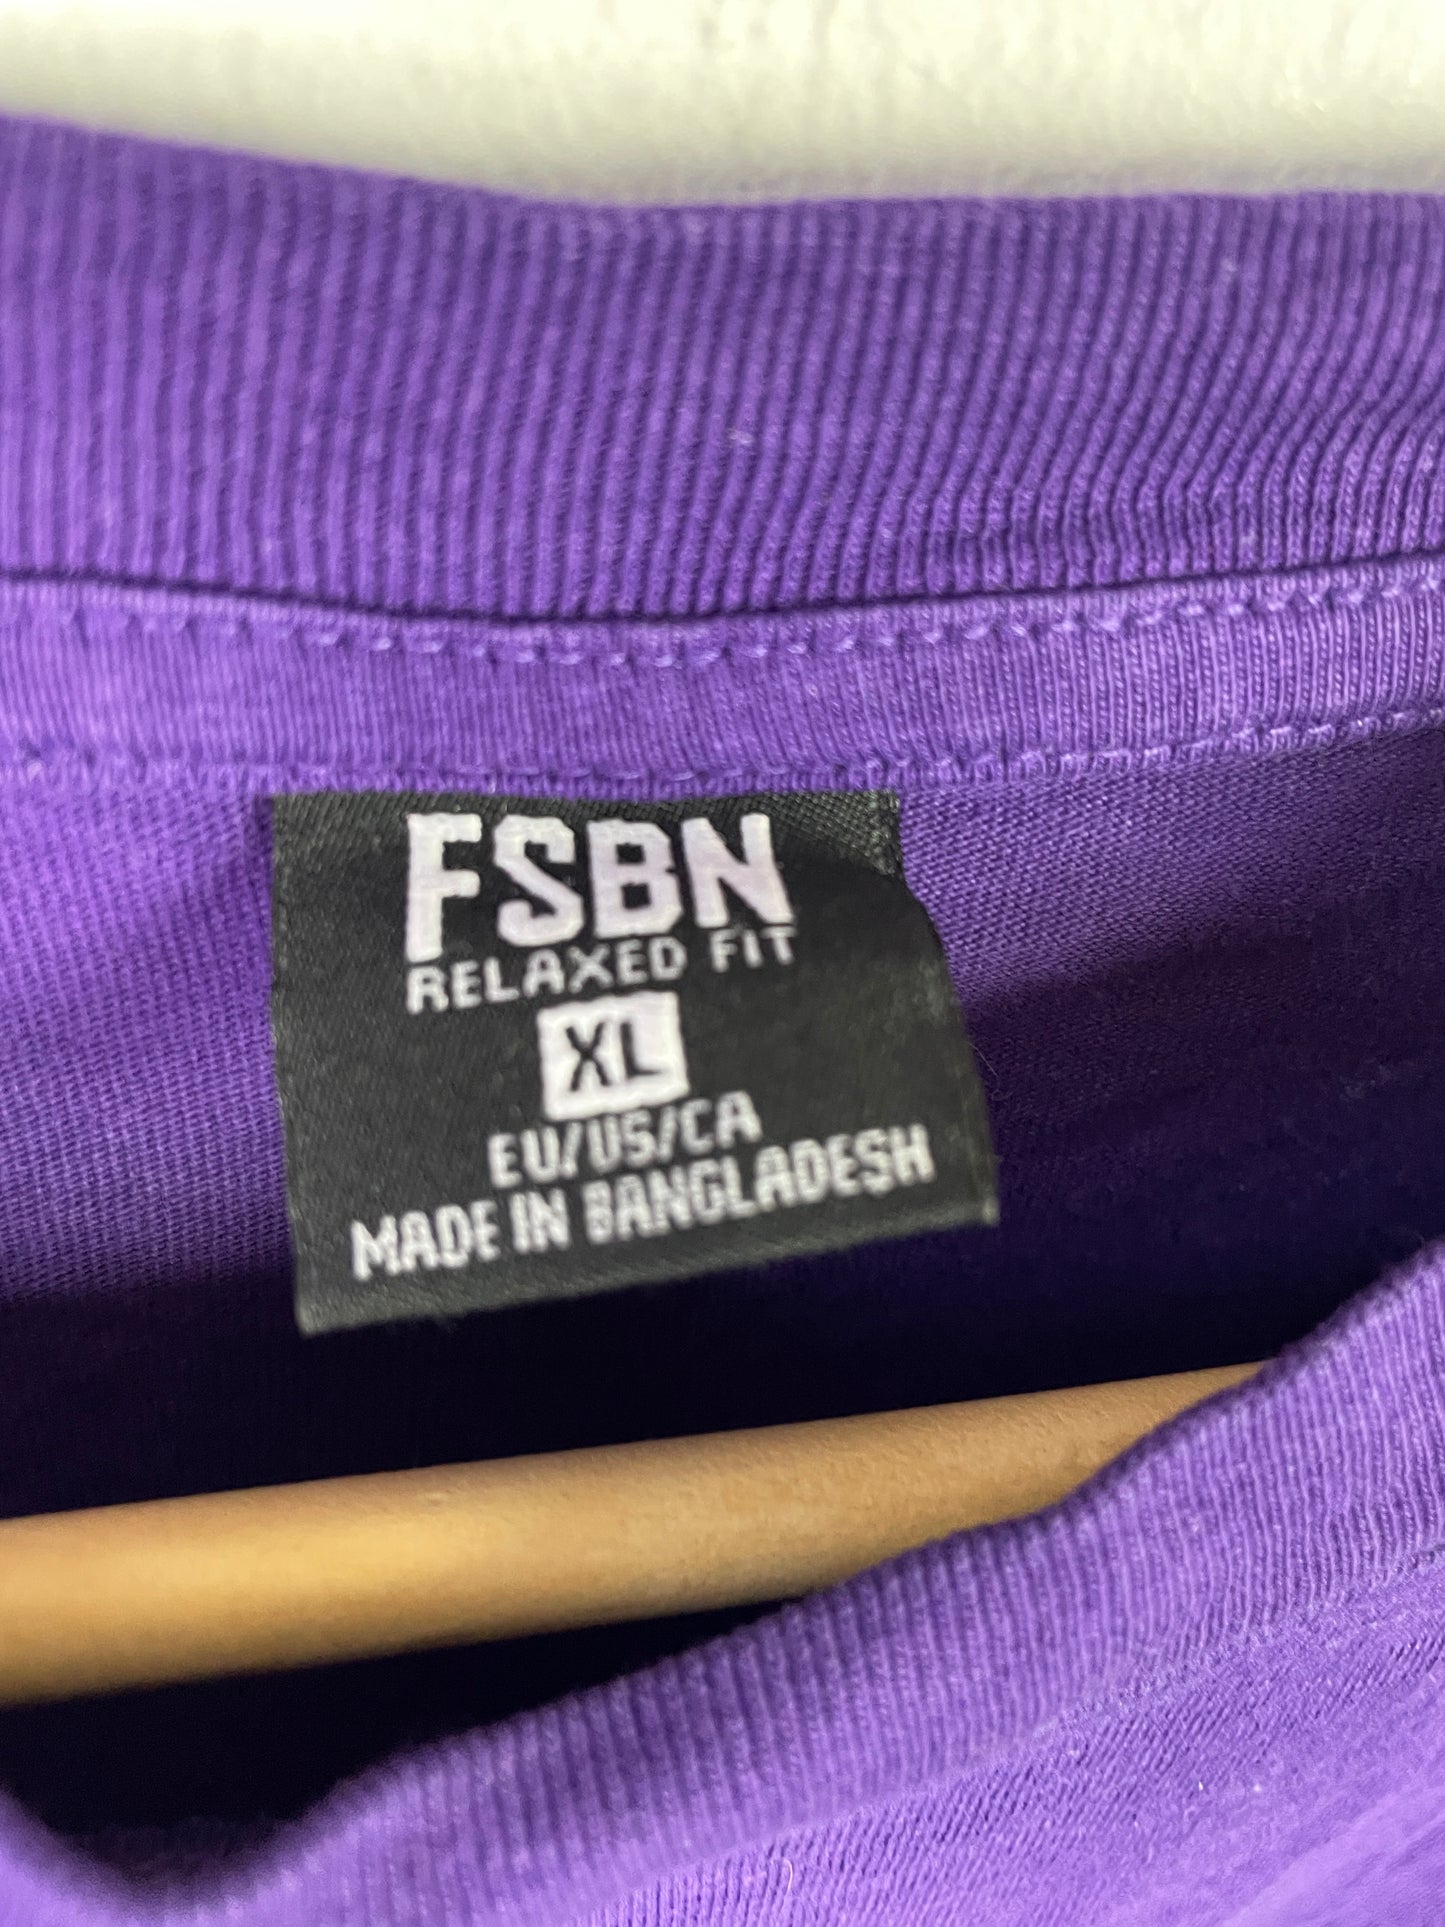 FSBN
RELAXED FIT
XL
EU/US/CA
MADE IN BANGLADESH